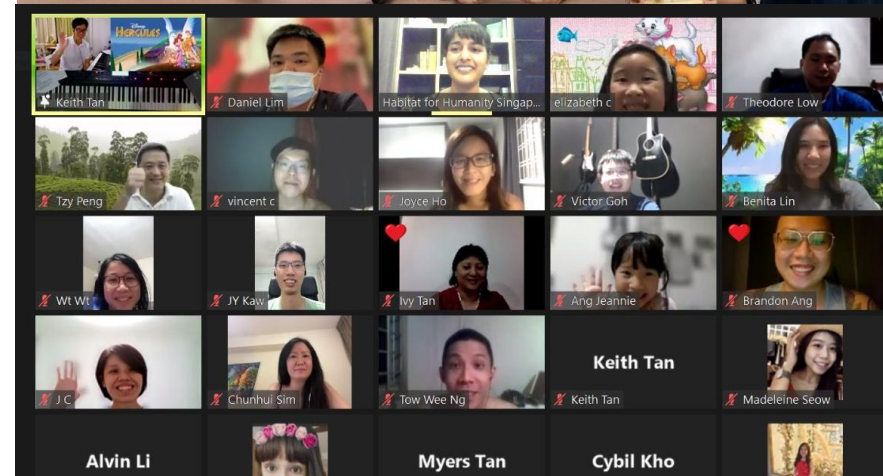 Disney
HERCULES
Keith Tan
Daniel Lim
Habitat for Humanity Singap...
elizabeth c
Theodore Low
Tzy Peng
vincent c
Joyce Ho
Victor Goh
Benita Lin
Wt Wt
JY Kaw
Ivy Tan
Ang Jeannie
Brandon Ang
J C
Chunhui Sim
Tow Wee Ng
Keith Tan
Keith Tan
Madeleine Seow
Alvin Li
Myers Tan
Cybil Kho